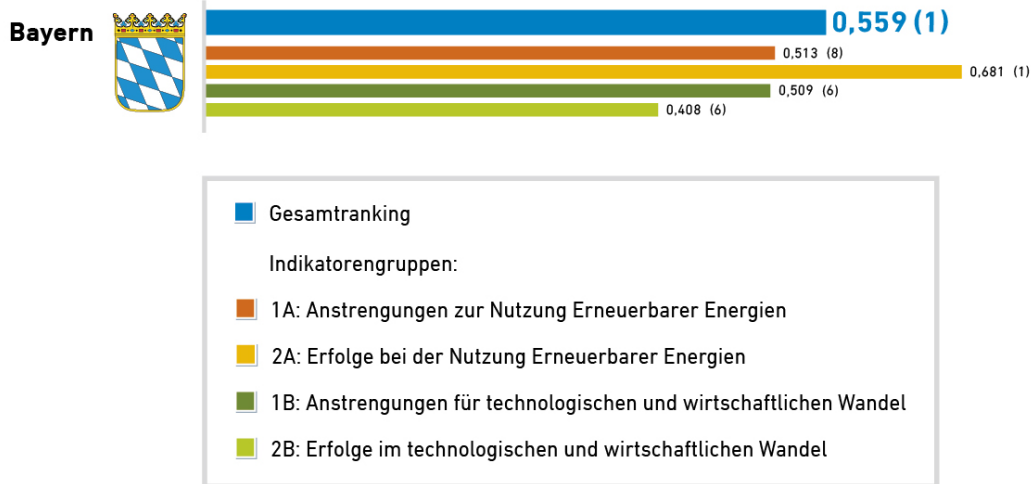 Bayern
0,559 (1)
0,513 (8)
0,681 (1)
0,509 (6)
0,408 (6)
Gesamtranking
Indikatorengruppen:
1A: Anstrengungen zur Nutzung Erneuerbarer Energien
2A: Erfolge bei der Nutzung Erneuerbarer Energien
1B: Anstrengungen für technologischen und wirtschaftlichen Wandel
2B: Erfolge im technologischen und wirtschaftlichen Wandel